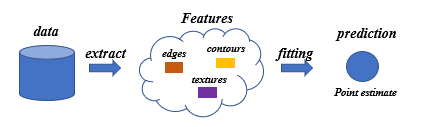 Features
data
prediction
extract
edges
contours
fitting
textures
Point estimate